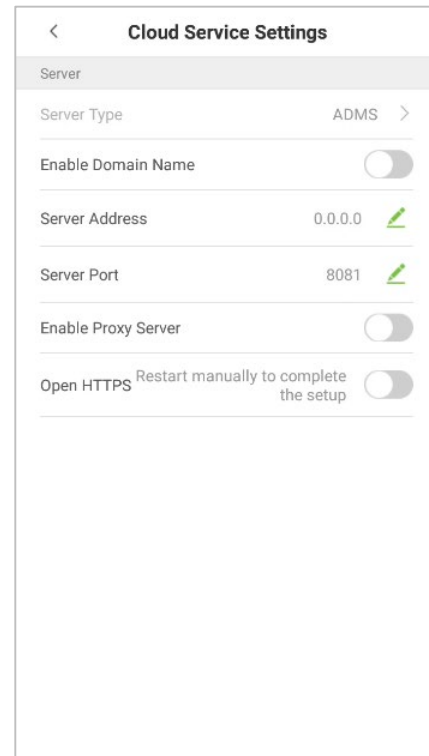 Cloud Service Settings
Server
Server Type ADMS
Enable Domain Name
Server Address 0.0.0.0
Server Port 8081
Enable Proxy Server
Open HTTPS Restart manually to complete
the setup